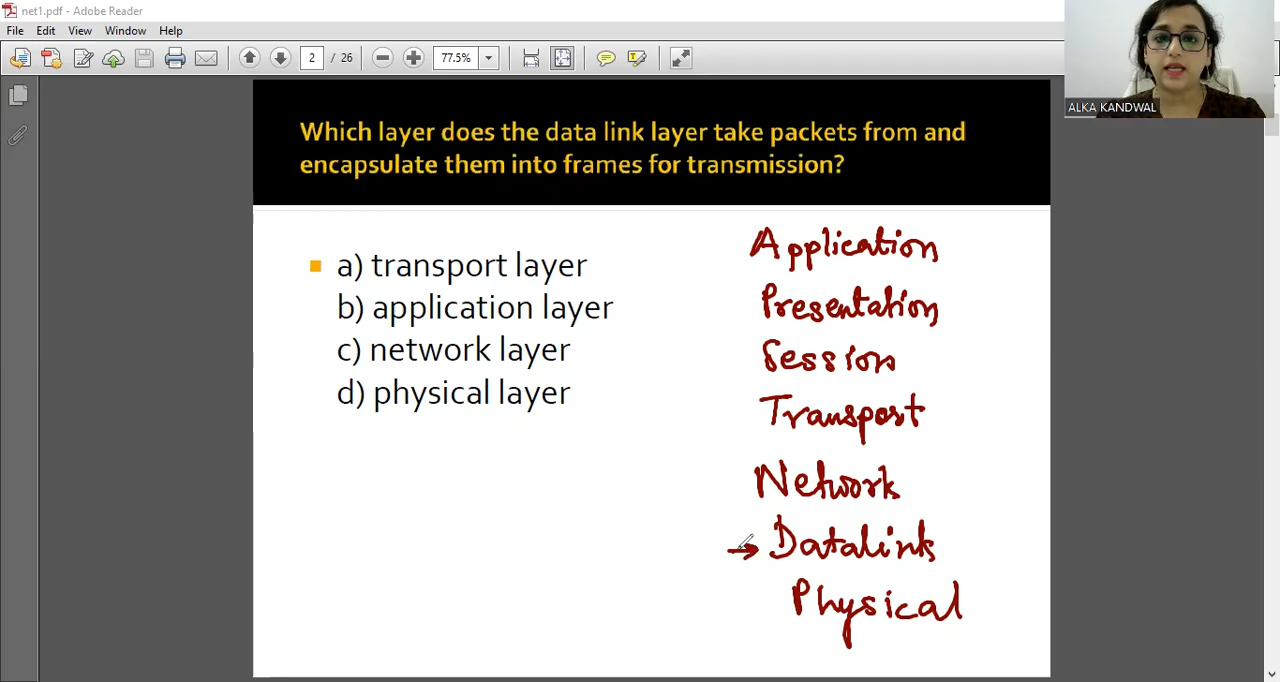 net1.pdf - Adobe Reader
File Edit View Window Help
2 / 26 77.5%
ALKA KANDWAL
Which layer does the data link layer take packets from and
encapsulate them into frames for transmission?
a) transport layer
b) application layer
c) network layer
d) physical layer
Application
Presentation
Session
Transport
Network
Datalink
Physical